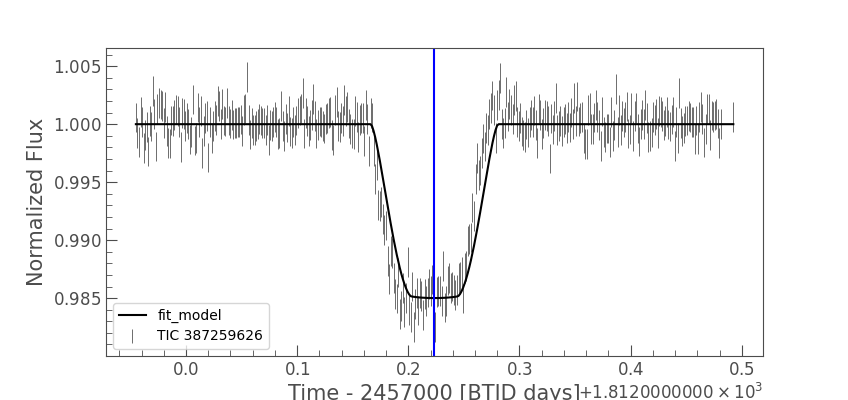 1.005
1.000
0.995
0.990
0.985
Normalized Flux
fit_model
TIC 387259626
0.0 0.1 0.2 0.3 0.4 0.5
Time - 2457000 [BTJD days]
+1.8120000000 × 10³